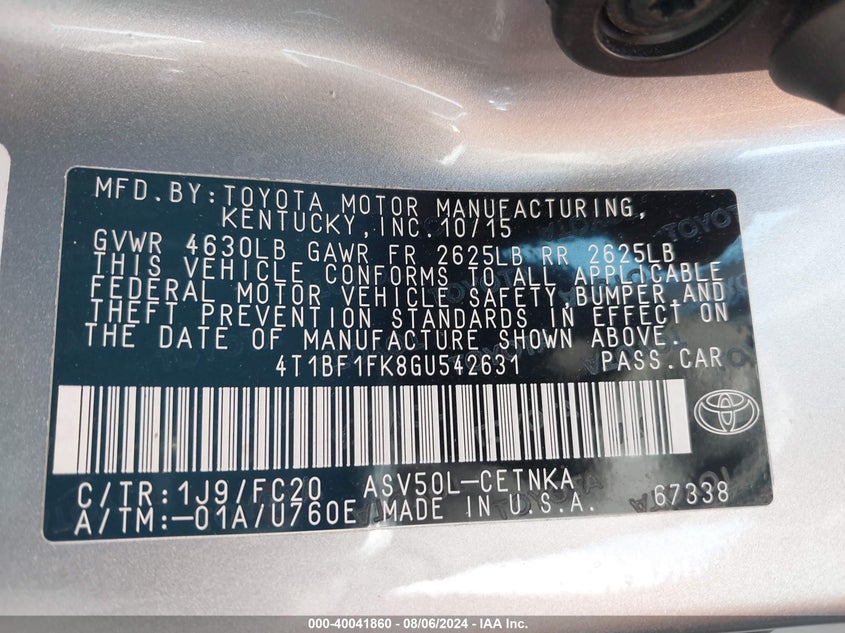 MFD.BY:TOYOTA MOTOR MANUFACTURING,
KENTUCKY,INC.10/15
GVWR 4630LB GAWR FR 2625LB RR 2625LB
THIS VEHICLE CONFORMS TO ALL APPLICABLE
FEDERAL MOTOR VEHICLE SAFETY,BUMPER,AND
THEFT PREVENTION STANDARDS IN EFFECT ON
THE DATE OF MANUFACTURE SHOWN ABOVE.
4T1BF1FK8GU542631 PASS.CAR
C/TR:1J9/FC20 ASV50L-CETNKA
A/TM:-01A/U760E MADE IN U.S.A. 67338
000-40041860 - 08/06/2024 - IAA Inc.